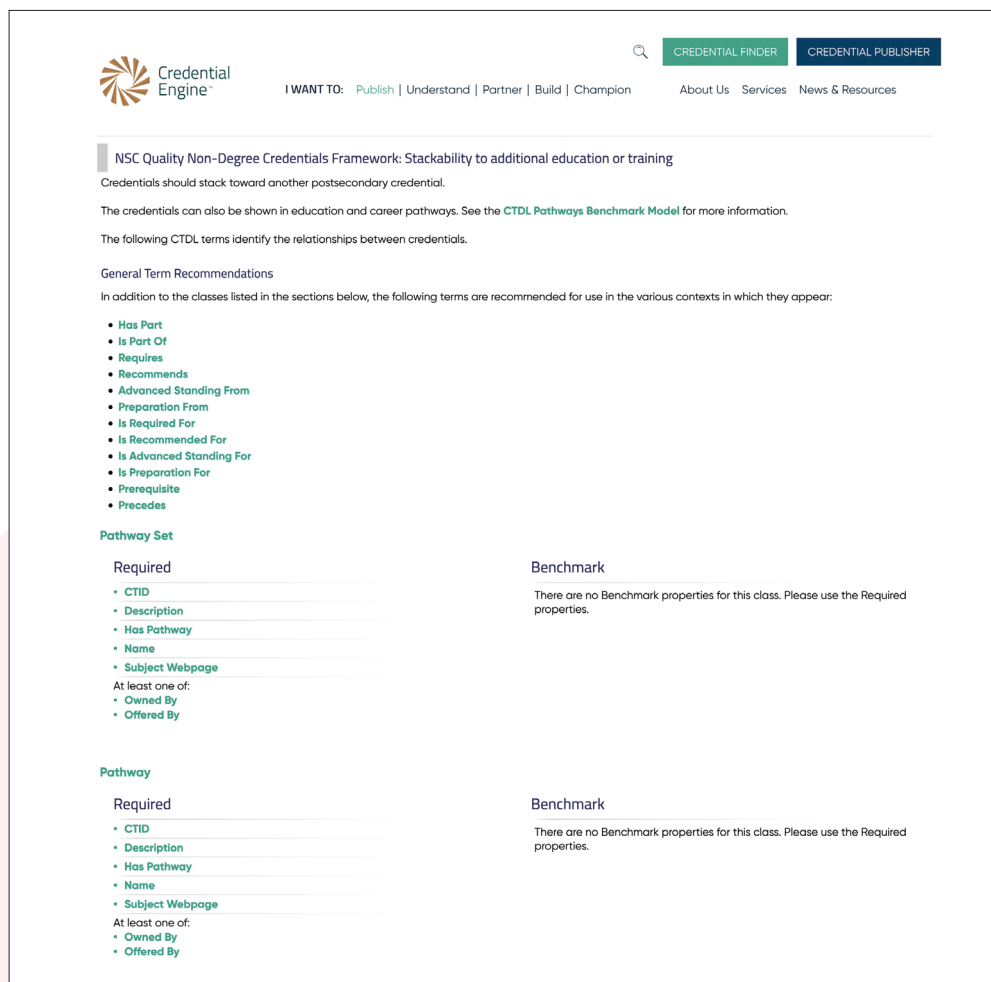 CREDENTIAL FINDER
CREDENTIAL PUBLISHER
Credential
Engine™
I WANT TO: Publish | Understand | Partner | Build | Champion
About Us Services News & Resources
NSC Quality Non-Degree Credentials Framework: Stackability to additional education or training
Credentials should stack toward another postsecondary credential.
The credentials can also be shown in education and career pathways. See the CTDL Pathways Benchmark Model for more information.
The following CTDL terms identify the relationships between credentials.
General Term Recommendations
In addition to the classes listed in the sections below, the following terms are recommended for use in the various contexts in which they appear:
• Has Part
• Is Part Of
• Requires
• Recommends
• Advanced Standing From
• Preparation From
• Is Required For
• Is Recommended For
• Is Advanced Standing For
• Is Preparation For
• Prerequisite
• Precedes
Pathway Set
Required
• CTID
• Description
• Has Pathway
• Name
• Subject Webpage
At least one of:
• Owned By
• Offered By
Benchmark
There are no Benchmark properties for this class. Please use the Required
properties.
Pathway
Required
• CTID
• Description
• Has Pathway
• Name
• Subject Webpage
At least one of:
• Owned By
• Offered By
Benchmark
There are no Benchmark properties for this class. Please use the Required
properties.